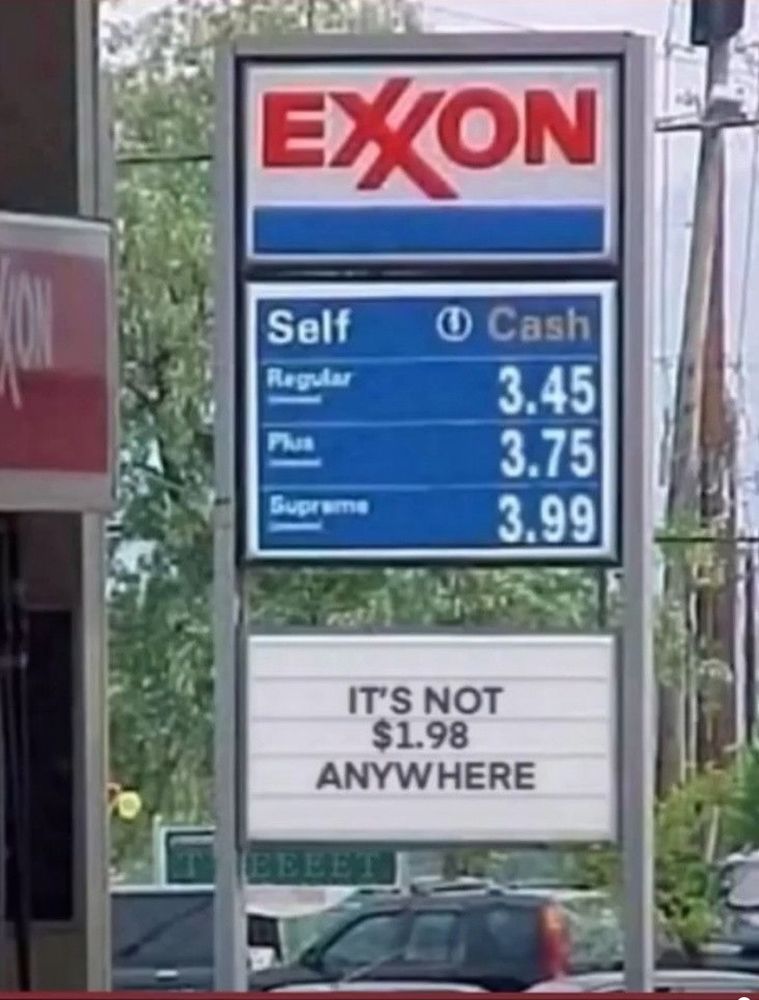 EXXON
Self Cash
Regular 3.45
Plus 3.75
Supreme 3.99
IT'S NOT
$1.98
ANYWHERE